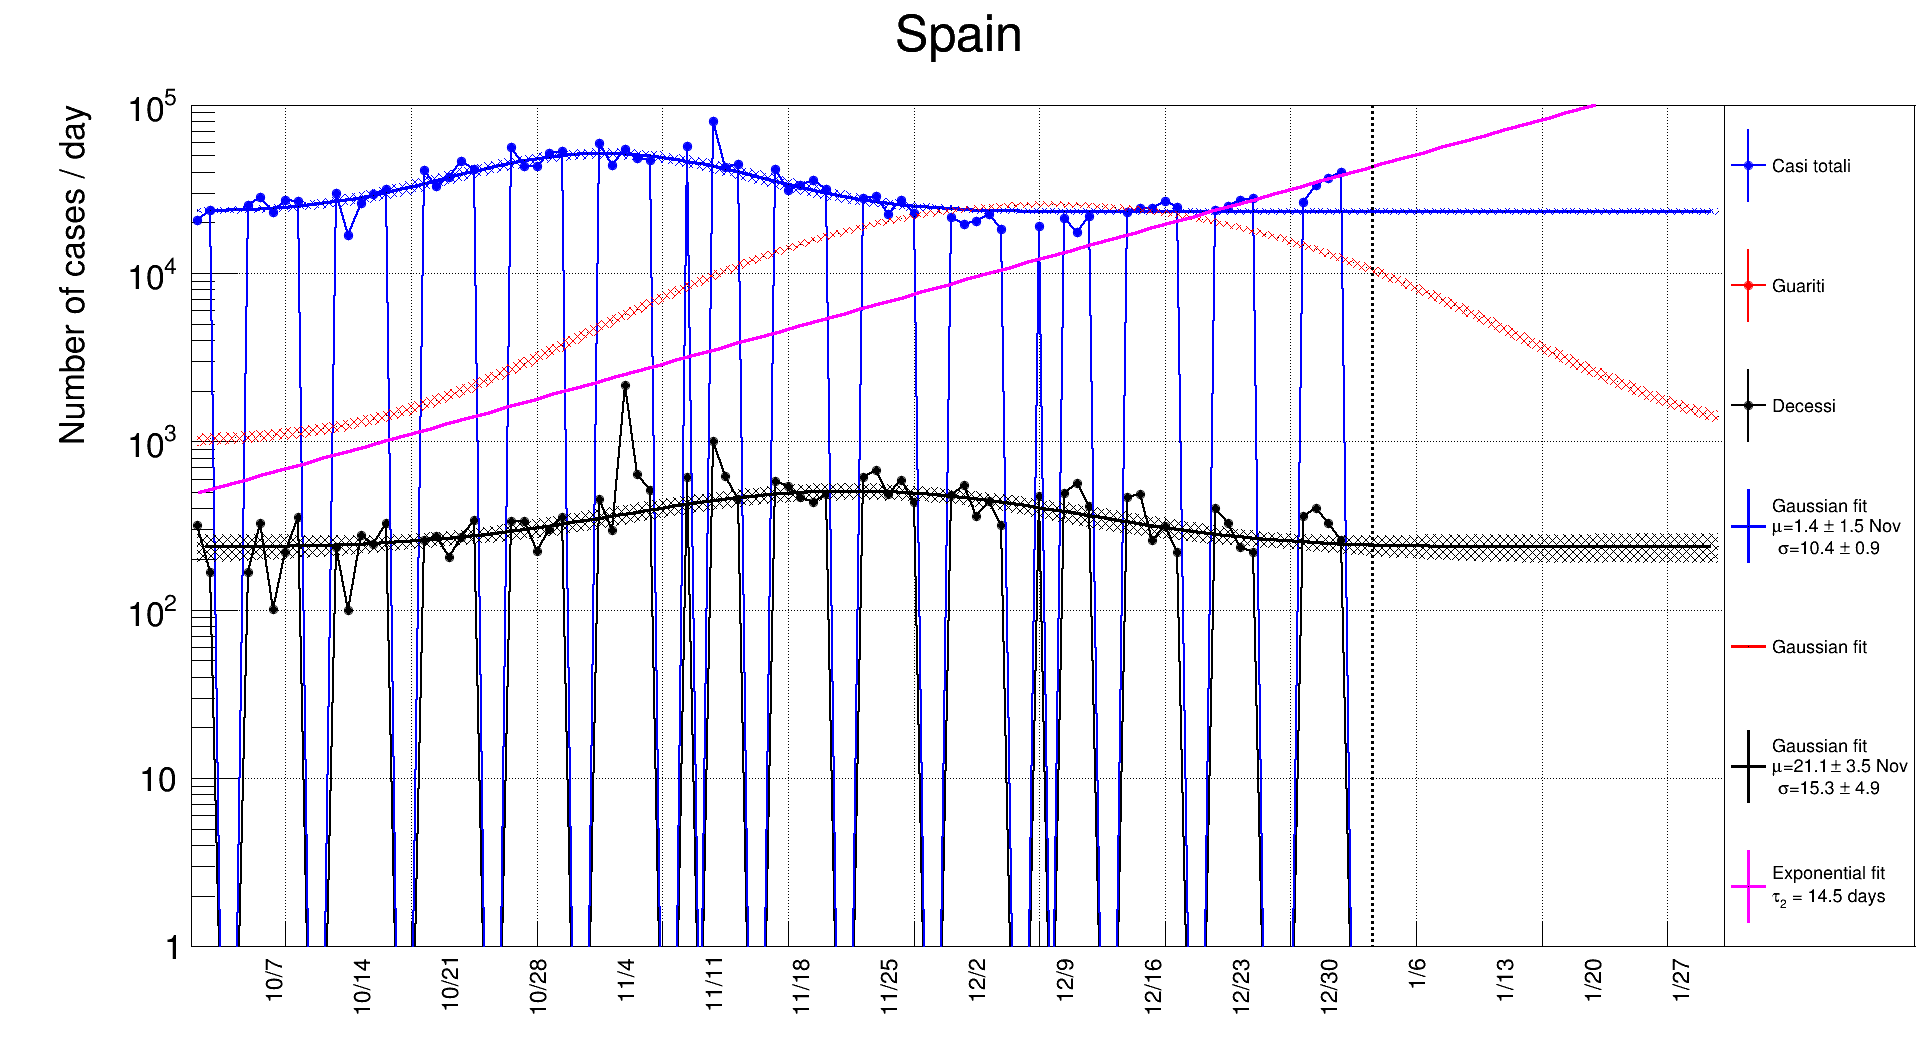 Spain
Number of cases / day
10^5
10^4
10^3
10^2
10
1
10/7
10/14
10/21
10/28
11/4
11/11
11/18
11/25
12/2
12/9
12/16
12/23
12/30
1/6
1/13
1/20
1/27
Casi totali
Guariti
Decessi
Gaussian fit
μ=1.4 ± 1.5 Nov
σ=10.4 ± 0.9
Gaussian fit
Gaussian fit
μ=21.1 ± 3.5 Nov
σ=15.3 ± 4.9
Exponential fit
τ₂ = 14.5 days